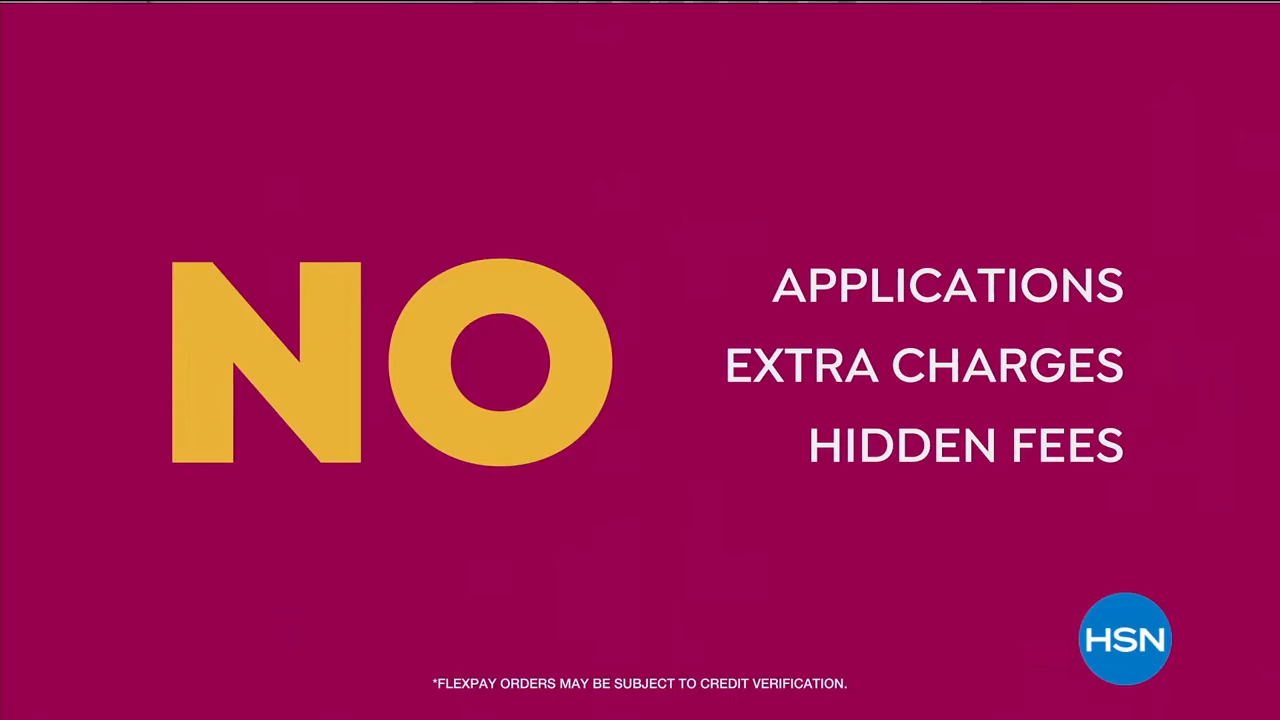 NO
APPLICATIONS
EXTRA CHARGES
HIDDEN FEES
HSN
*FLEXPAY ORDERS MAY BE SUBJECT TO CREDIT VERIFICATION.